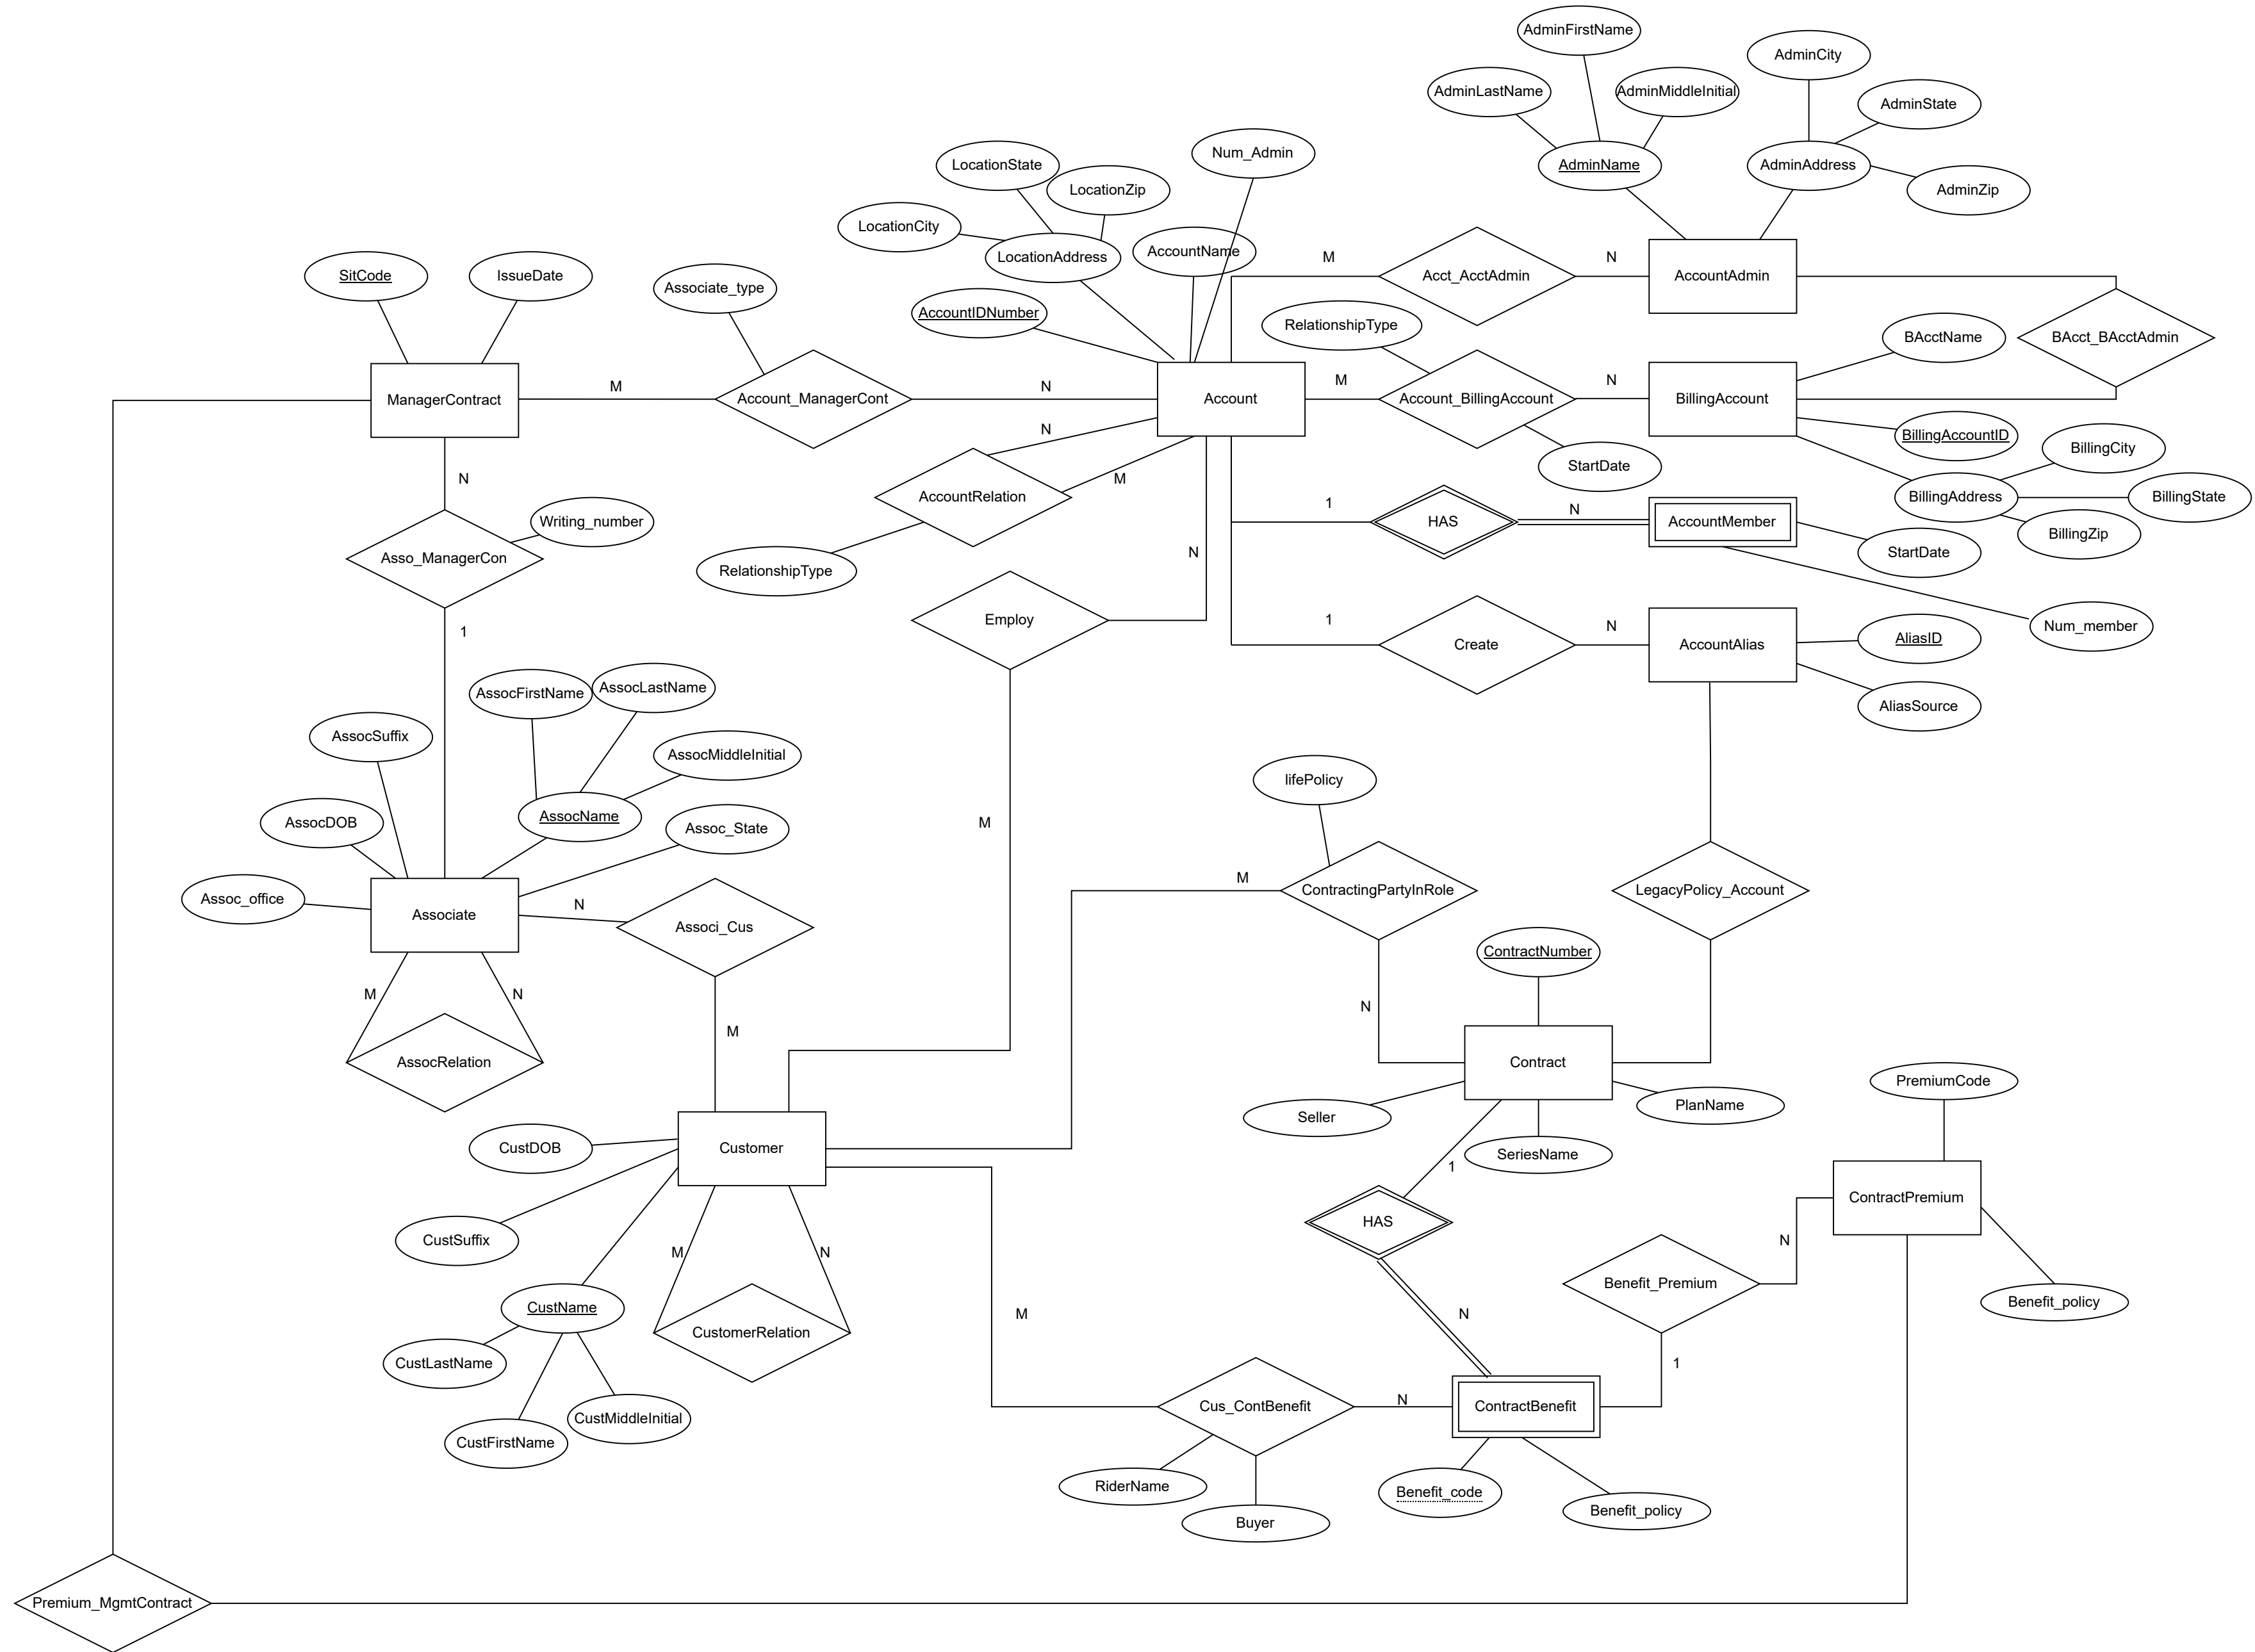 AdminFirstName
AdminCity
AdminLastName
AdminMiddleInitial
AdminState
Num_Admin
LocationState
AdminName
AdminAddress
LocationZip
AdminZip
LocationCity
AccountName
LocationAddress
M
N
SitCode
IssueDate
Acct_AcctAdmin
AccountAdmin
Associate_type
AccountIDNumber
RelationshipType
BAcctName
BAcct_BAcctAdmin
M
N
M
N
ManagerContract
Account_ManagerCont
Account
Account_BillingAccount
BillingAccount
N
BillingAccountID
BillingCity
StartDate
N
M
AccountRelation
BillingAddress
BillingState
1
N
Writing_number
HAS
AccountMember
BillingZip
N
StartDate
Asso_ManagerCon
RelationshipType
Employ
1
N
Num_member
1
Create
AccountAlias
AliasID
AssocFirstName
AssocLastName
AliasSource
AssocSuffix
AssocMiddleInitial
lifePolicy
AssocDOB
AssocName
M
Assoc_State
M
ContractingPartyInRole
LegacyPolicy_Account
Assoc_office
N
Associate
Associ_Cus
ContractNumber
M
N
N
M
AssocRelation
Contract
PremiumCode
PlanName
Seller
CustDOB
Customer
SeriesName
1
ContractPremium
HAS
CustSuffix
M
N
N
Benefit_Premium
CustName
Benefit_policy
M
N
CustomerRelation
CustLastName
1
N
CustMiddleInitial
Cus_ContBenefit
ContractBenefit
CustFirstName
RiderName
Benefit_code
Benefit_policy
Buyer
Premium_MgmtContract